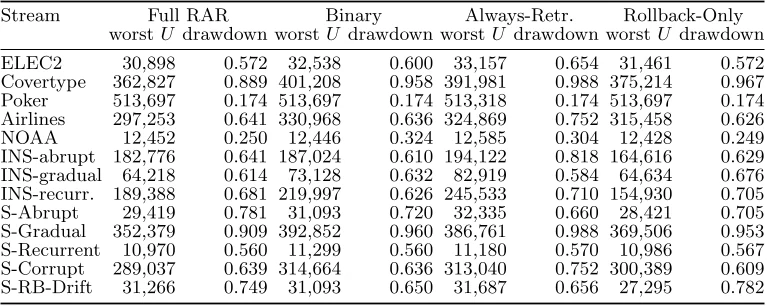 Stream Full RAR Binary Always-Retr. Rollback-Only
worst U drawdown worst U drawdown worst U drawdown worst U drawdown
ELEC2 30,898 0.572 32,538 0.600 33,157 0.654 31,461 0.572
Covertype 362,827 0.889 401,208 0.958 391,981 0.988 375,214 0.967
Poker 513,697 0.174 513,697 0.174 513,318 0.174 513,697 0.174
Airlines 297,253 0.641 330,968 0.636 324,869 0.752 315,458 0.626
NOAA 12,452 0.250 12,446 0.324 12,585 0.304 12,428 0.249
INS-abrupt 182,776 0.641 187,024 0.610 194,122 0.818 164,616 0.629
INS-gradual 64,218 0.614 73,128 0.632 82,919 0.584 64,634 0.676
INS-recurr. 189,388 0.681 219,997 0.626 245,533 0.710 154,930 0.705
S-Abrupt 29,419 0.781 31,093 0.720 32,335 0.660 28,421 0.705
S-Gradual 352,379 0.909 392,852 0.960 386,761 0.988 369,506 0.953
S-Recurrent 10,970 0.560 11,299 0.560 11,180 0.570 10,986 0.567
S-Corrupt 289,037 0.639 314,664 0.636 313,040 0.752 300,389 0.609
S-RB-Drift 31,266 0.749 31,093 0.650 31,687 0.656 27,295 0.782